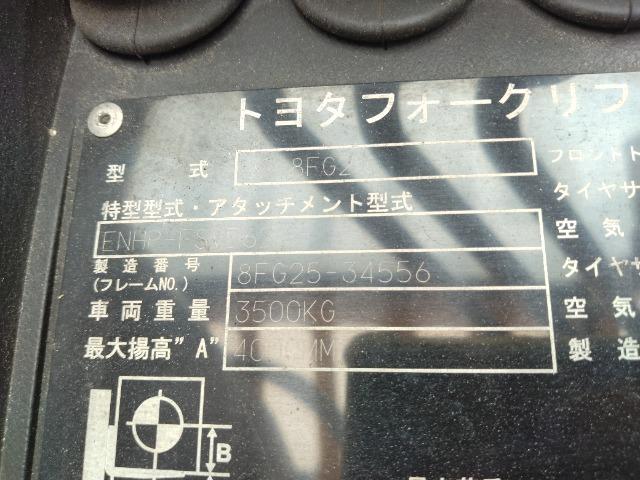 トヨタフォークリフ
型 式 8FG2
フロントト
特型型式・アタッチメント型式
タイヤサ
空 気
製造番号
(フレームNO.) 8FG25-34556
タイヤサ
車両重量 3500KG
空 気
最大揚高"A"
製 造
B